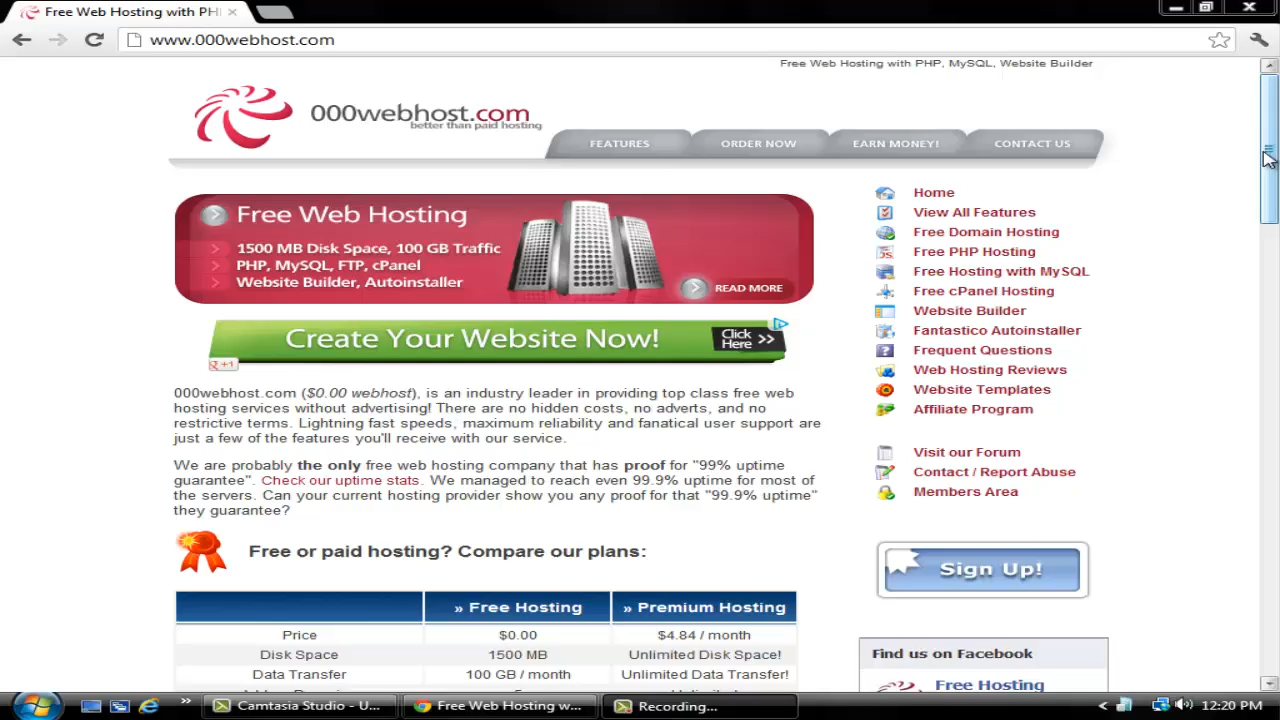 Free Web Hosting with PH
www.000webhost.com
Free Web Hosting with PHP, MySQL, Website Builder
000webhost.com
better than paid hosting
FEATURES
ORDER NOW
EARN MONEY!
CONTACT US
Free Web Hosting
1500 MB Disk Space, 100 GB Traffic
PHP, MySQL, FTP, cPanel
Website Builder, Autoinstaller
READ MORE
Create Your Website Now!
Click
Here >>
+1
000webhost.com ($0.00 webhost), is an industry leader in providing top class free web
hosting services without advertising! There are no hidden costs, no adverts, and no
restrictive terms. Lightning fast speeds, maximum reliability and fanatical user support are
just a few of the features you'll receive with our service.
We are probably the only free web hosting company that has proof for "99% uptime
guarantee". Check our uptime stats. We managed to reach even 99.9% uptime for most of
the servers. Can your current hosting provider show you any proof for that "99.9% uptime"
they guarantee?
Free or paid hosting? Compare our plans:
» Free Hosting
» Premium Hosting
Price
$0.00
$4.84 / month
Disk Space
1500 MB
Unlimited Disk Space!
Data Transfer
100 GB / month
Unlimited Data Transfer!
Home
View All Features
Free Domain Hosting
Free PHP Hosting
Free Hosting with MySQL
Free cPanel Hosting
Website Builder
Fantastico Autoinstaller
Frequent Questions
Web Hosting Reviews
Website Templates
Affiliate Program
Visit our Forum
Contact / Report Abuse
Members Area
Sign Up!
Find us on Facebook
Free Hosting
Camtasia Studio - U...
Free Web Hosting w...
Recording...
12:20 PM